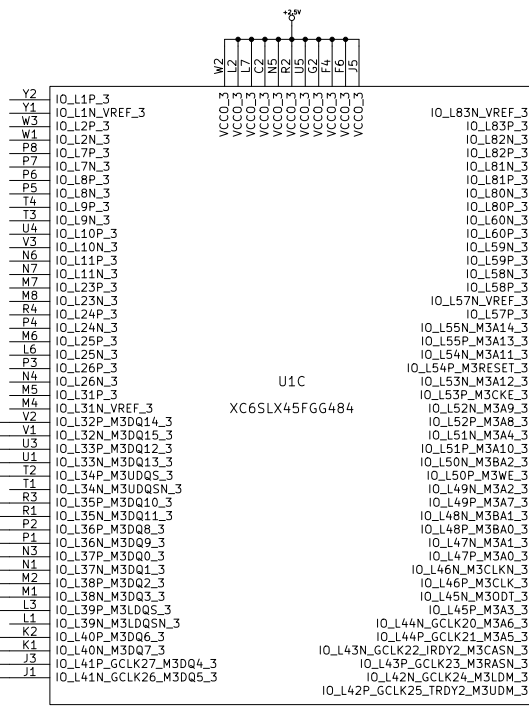 +2.5V
W2 L2 L7 C2 N5 R2 U5 G2 F4 F6 J5
VCCO_3 VCCO_3 VCCO_3 VCCO_3 VCCO_3 VCCO_3 VCCO_3 VCCO_3 VCCO_3 VCCO_3 VCCO_3
Y2 IO_L1P_3
Y1 IO_L1N_VREF_3 IO_L83N_VREF_3
W3 IO_L2P_3 IO_L83P_3
W1 IO_L2N_3 IO_L82N_3
P8 IO_L7P_3 IO_L82P_3
P7 IO_L7N_3 IO_L81N_3
P6 IO_L8P_3 IO_L81P_3
P5 IO_L8N_3 IO_L80N_3
T4 IO_L9P_3 IO_L80P_3
T3 IO_L9N_3 IO_L60N_3
U4 IO_L10P_3 IO_L60P_3
V3 IO_L10N_3 IO_L59N_3
N6 IO_L11P_3 IO_L59P_3
N7 IO_L11N_3 IO_L58N_3
M7 IO_L23P_3 IO_L58P_3
M8 IO_L23N_3 IO_L57N_VREF_3
R4 IO_L24P_3 IO_L57P_3
P4 IO_L24N_3 IO_L55N_M3A14_3
M6 IO_L25P_3 IO_L55P_M3A13_3
L6 IO_L25N_3 IO_L54N_M3A11_3
P3 IO_L26P_3 IO_L54P_M3RESET_3
N4 IO_L26N_3 U1C IO_L53N_M3A12_3
M5 IO_L31P_3 IO_L53P_M3CKE_3
M4 IO_L31N_VREF_3 XC6SLX45FGG484 IO_L52N_M3A9_3
V2 IO_L32P_M3DQ14_3 IO_L52P_M3A8_3
V1 IO_L32N_M3DQ15_3 IO_L51N_M3A4_3
U3 IO_L33P_M3DQ12_3 IO_L51P_M3A10_3
U1 IO_L33N_M3DQ13_3 IO_L50N_M3BA2_3
T2 IO_L34P_M3UDQS_3 IO_L50P_M3WE_3
T1 IO_L34N_M3UDQSN_3 IO_L49N_M3A2_3
R3 IO_L35P_M3DQ10_3 IO_L49P_M3A7_3
R1 IO_L35N_M3DQ11_3 IO_L48N_M3BA1_3
P2 IO_L36P_M3DQ8_3 IO_L48P_M3BA0_3
P1 IO_L36N_M3DQ9_3 IO_L47N_M3A1_3
N3 IO_L37P_M3DQ0_3 IO_L47P_M3A0_3
N1 IO_L37N_M3DQ1_3 IO_L46N_M3CLKN_3
M2 IO_L38P_M3DQ2_3 IO_L46P_M3CLK_3
M1 IO_L38N_M3DQ3_3 IO_L45N_M3ODT_3
L3 IO_L39P_M3LDQS_3 IO_L45P_M3A3_3
L1 IO_L39N_M3LDQSN_3 IO_L44N_GCLK20_M3A6_3
K2 IO_L40P_M3DQ6_3 IO_L44P_GCLK21_M3A5_3
K1 IO_L40N_M3DQ7_3 IO_L43N_GCLK22_IRDY2_M3CASN_3
J3 IO_L41P_GCLK27_M3DQ4_3 IO_L43P_GCLK23_M3RASN_3
J1 IO_L41N_GCLK26_M3DQ5_3 IO_L42N_GCLK24_M3LDM_3
IO_L42P_GCLK25_TRDY2_M3UDM_3